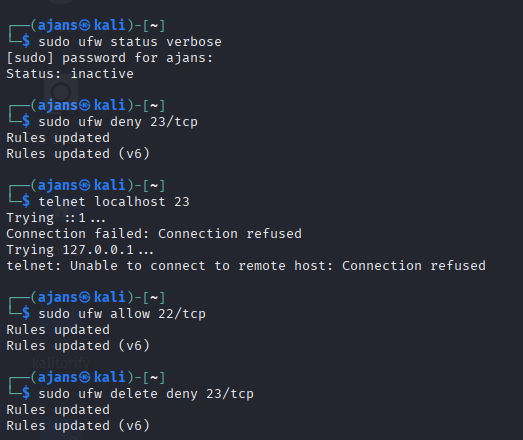 ┌──(ajans㉿kali)-[~]
└─$ sudo ufw status verbose
[sudo] password for ajans:
Status: inactive
┌──(ajans㉿kali)-[~]
└─$ sudo ufw deny 23/tcp
Rules updated
Rules updated (v6)
┌──(ajans㉿kali)-[~]
└─$ telnet localhost 23
Trying ::1...
Connection failed: Connection refused
Trying 127.0.0.1...
telnet: Unable to connect to remote host: Connection refused
┌──(ajans㉿kali)-[~]
└─$ sudo ufw allow 22/tcp
Rules updated
Rules updated (v6)
kalitorify
┌──(ajans㉿kali)-[~]
└─$ sudo ufw delete deny 23/tcp
Rules updated
Rules updated (v6)